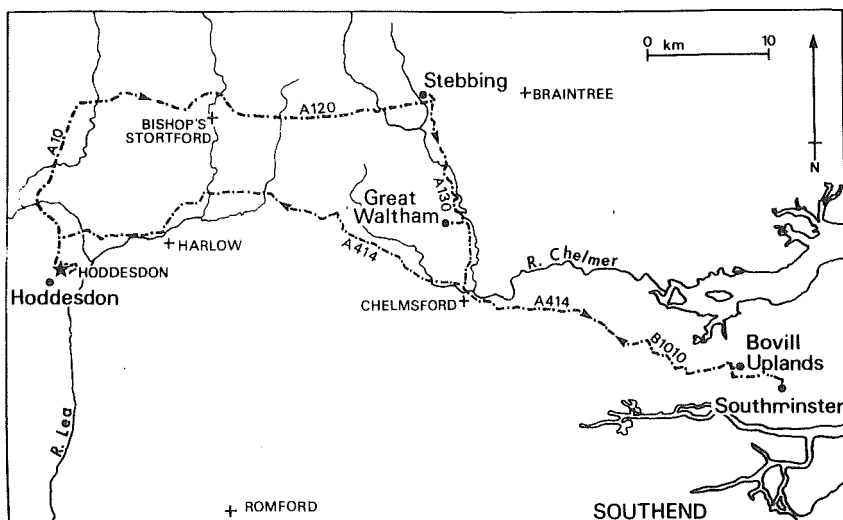 0 km 10
Stebbing
BRAINTREE
A120
BISHOP'S
STORTFORD
A10
N
A130
Great
Waltham
HARLOW
A414
R. Chelmer
HODDESDON
Hoddesdon
CHELMSFORD
A414
B1010
Bovill
Uplands
Southminster
R. Lea
ROMFORD
SOUTHEND